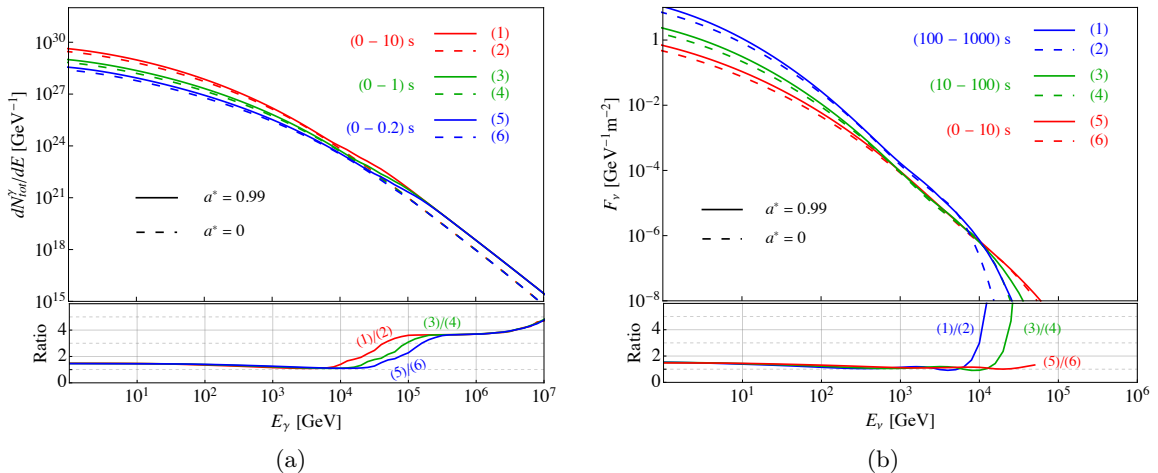 10^30
10^27
10^24
10^21
10^18
10^15
dN^γ_tot/dE [GeV^−1]
(0 – 10) s
(1)
(2)
(0 – 1) s
(3)
(4)
(0 – 0.2) s
(5)
(6)
a* = 0.99
a* = 0
4
2
0
Ratio
(1)/(2)
(3)/(4)
(5)/(6)
10^1 10^2 10^3 10^4 10^5 10^6 10^7
E_γ [GeV]
(a)
1
10^−2
10^−4
10^−6
10^−8
F_ν [GeV^−1m^−2]
(100 – 1000) s
(1)
(2)
(10 – 100) s
(3)
(4)
(0 – 10) s
(5)
(6)
a* = 0.99
a* = 0
4
2
0
Ratio
(1)/(2)
(3)/(4)
(5)/(6)
10^1 10^2 10^3 10^4 10^5 10^6
E_ν [GeV]
(b)